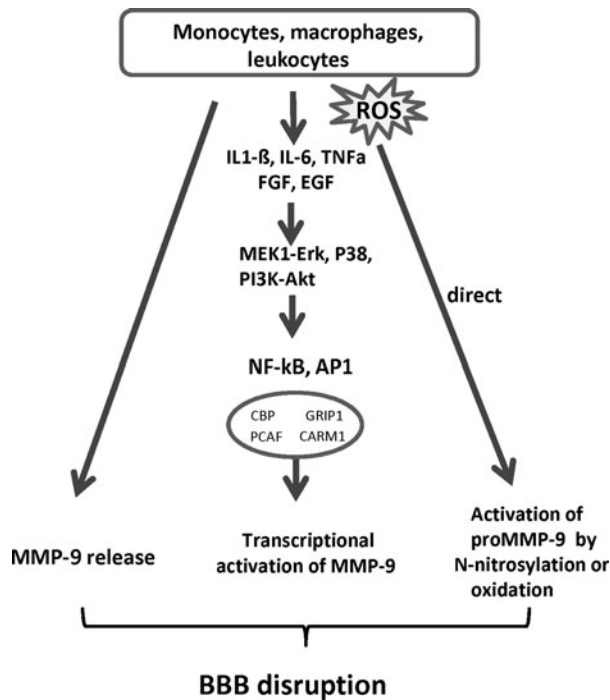 Monocytes, macrophages,
leukocytes
ROS
IL1-ß, IL-6, TNFa
FGF, EGF
MEK1-Erk, P38,
PI3K-Akt
direct
NF-kB, AP1
CBP GRIP1
PCAF CARM1
MMP-9 release
Transcriptional
activation of MMP-9
Activation of
proMMP-9 by
N-nitrosylation or
oxidation
BBB disruption